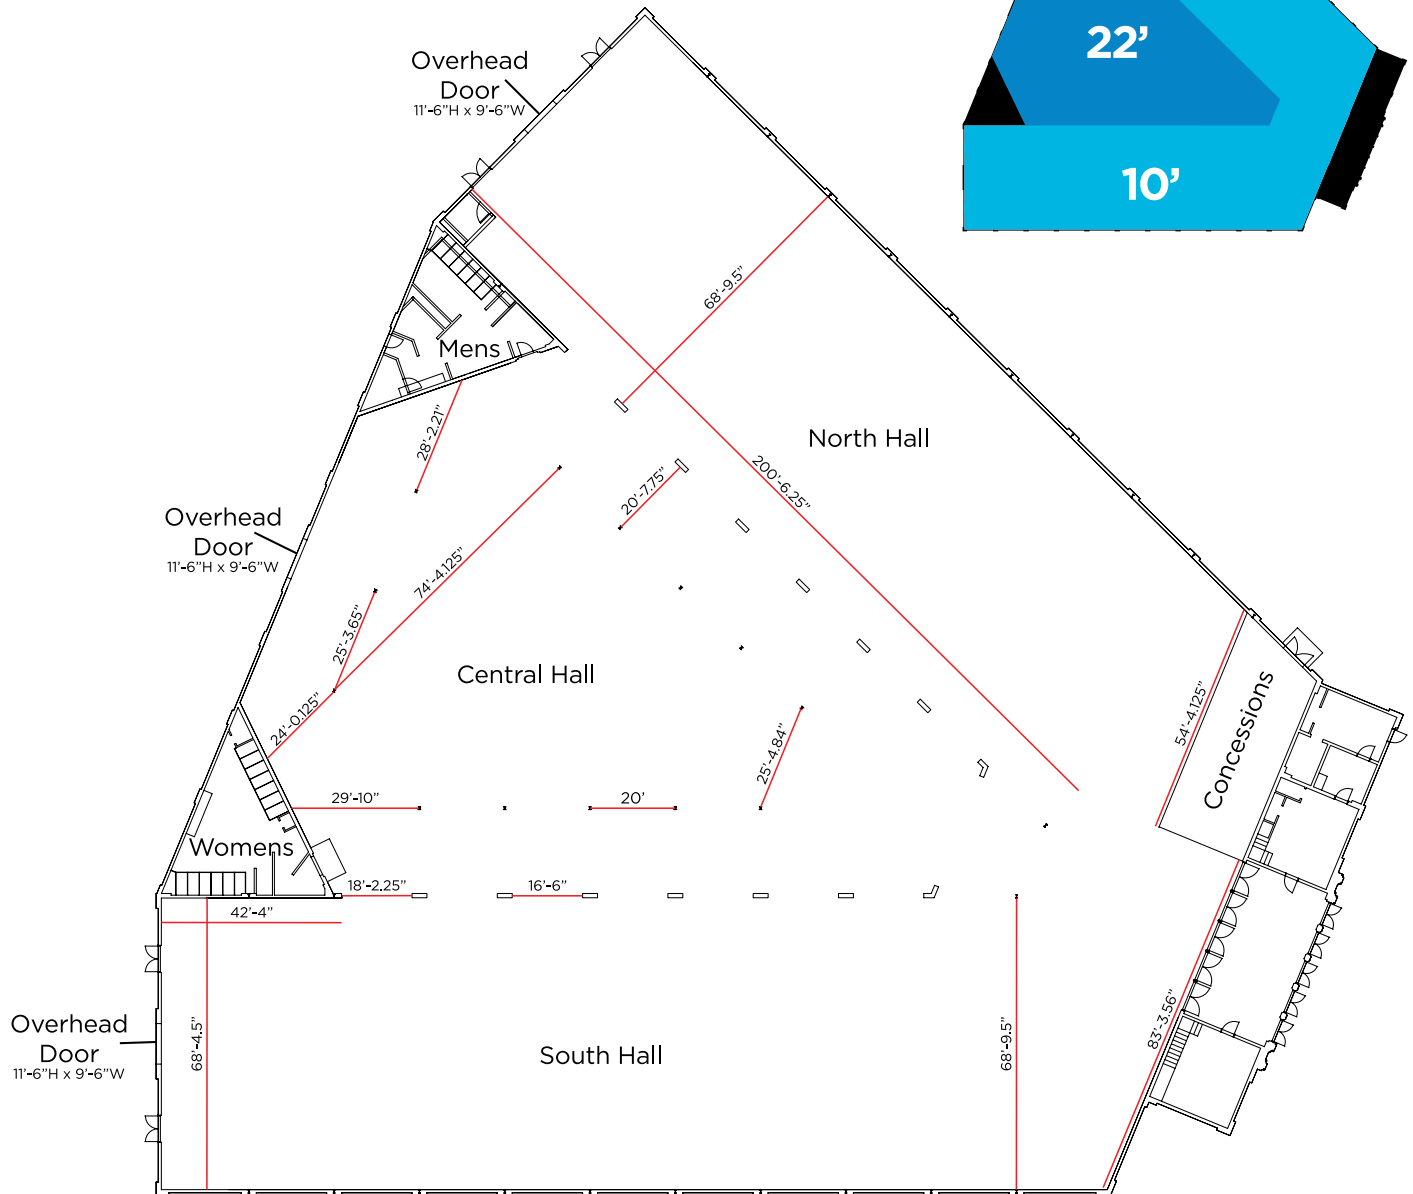 22’
10’
Overhead
Door
11’-6”H x 9’-6”W
68’-9.5”
Mens
28’-2.21”
North Hall
200’-6.25”
20’-7.75”
Overhead
Door
11’-6”H x 9’-6”W
74’-4.125”
25’-3.65”
Central Hall
24’-0.125”
54’-4.125”
Concessions
25’-4.84”
29’-10”
20’
Womens
18’-2.25”
16’-6”
42’-4”
Overhead
Door
11’-6”H x 9’-6”W
68’-4.5”
South Hall
68’-9.5”
83’-3.56”